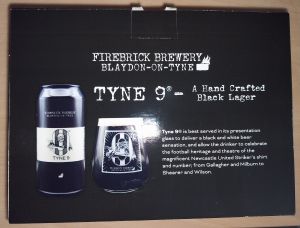 FIREBRICK BREWERY
BLAYDON-ON-TYNE
TYNE 9® - A Hand Crafted
Black Lager
TYNE 9
Tyne 9® is best served in its presentation
glass to deliver a black and white beer
sensation, and allow the drinker to celebrate
the football heritage and theatre of the
magnificent Newcastle United Striker's shirt
and number, from Gallagher and Milburn to
Shearer and Wilson.